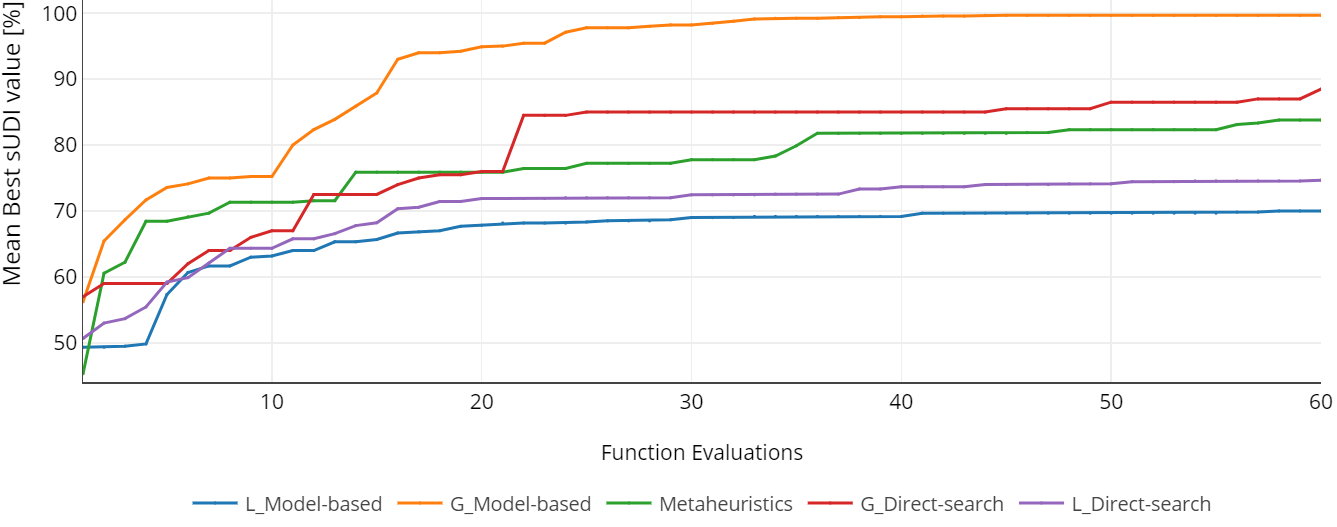 Mean Best sUDI value [%]
100
90
80
70
60
50
10 20 30 40 50 60
Function Evaluations
L_Model-based G_Model-based Metaheuristics G_Direct-search L_Direct-search